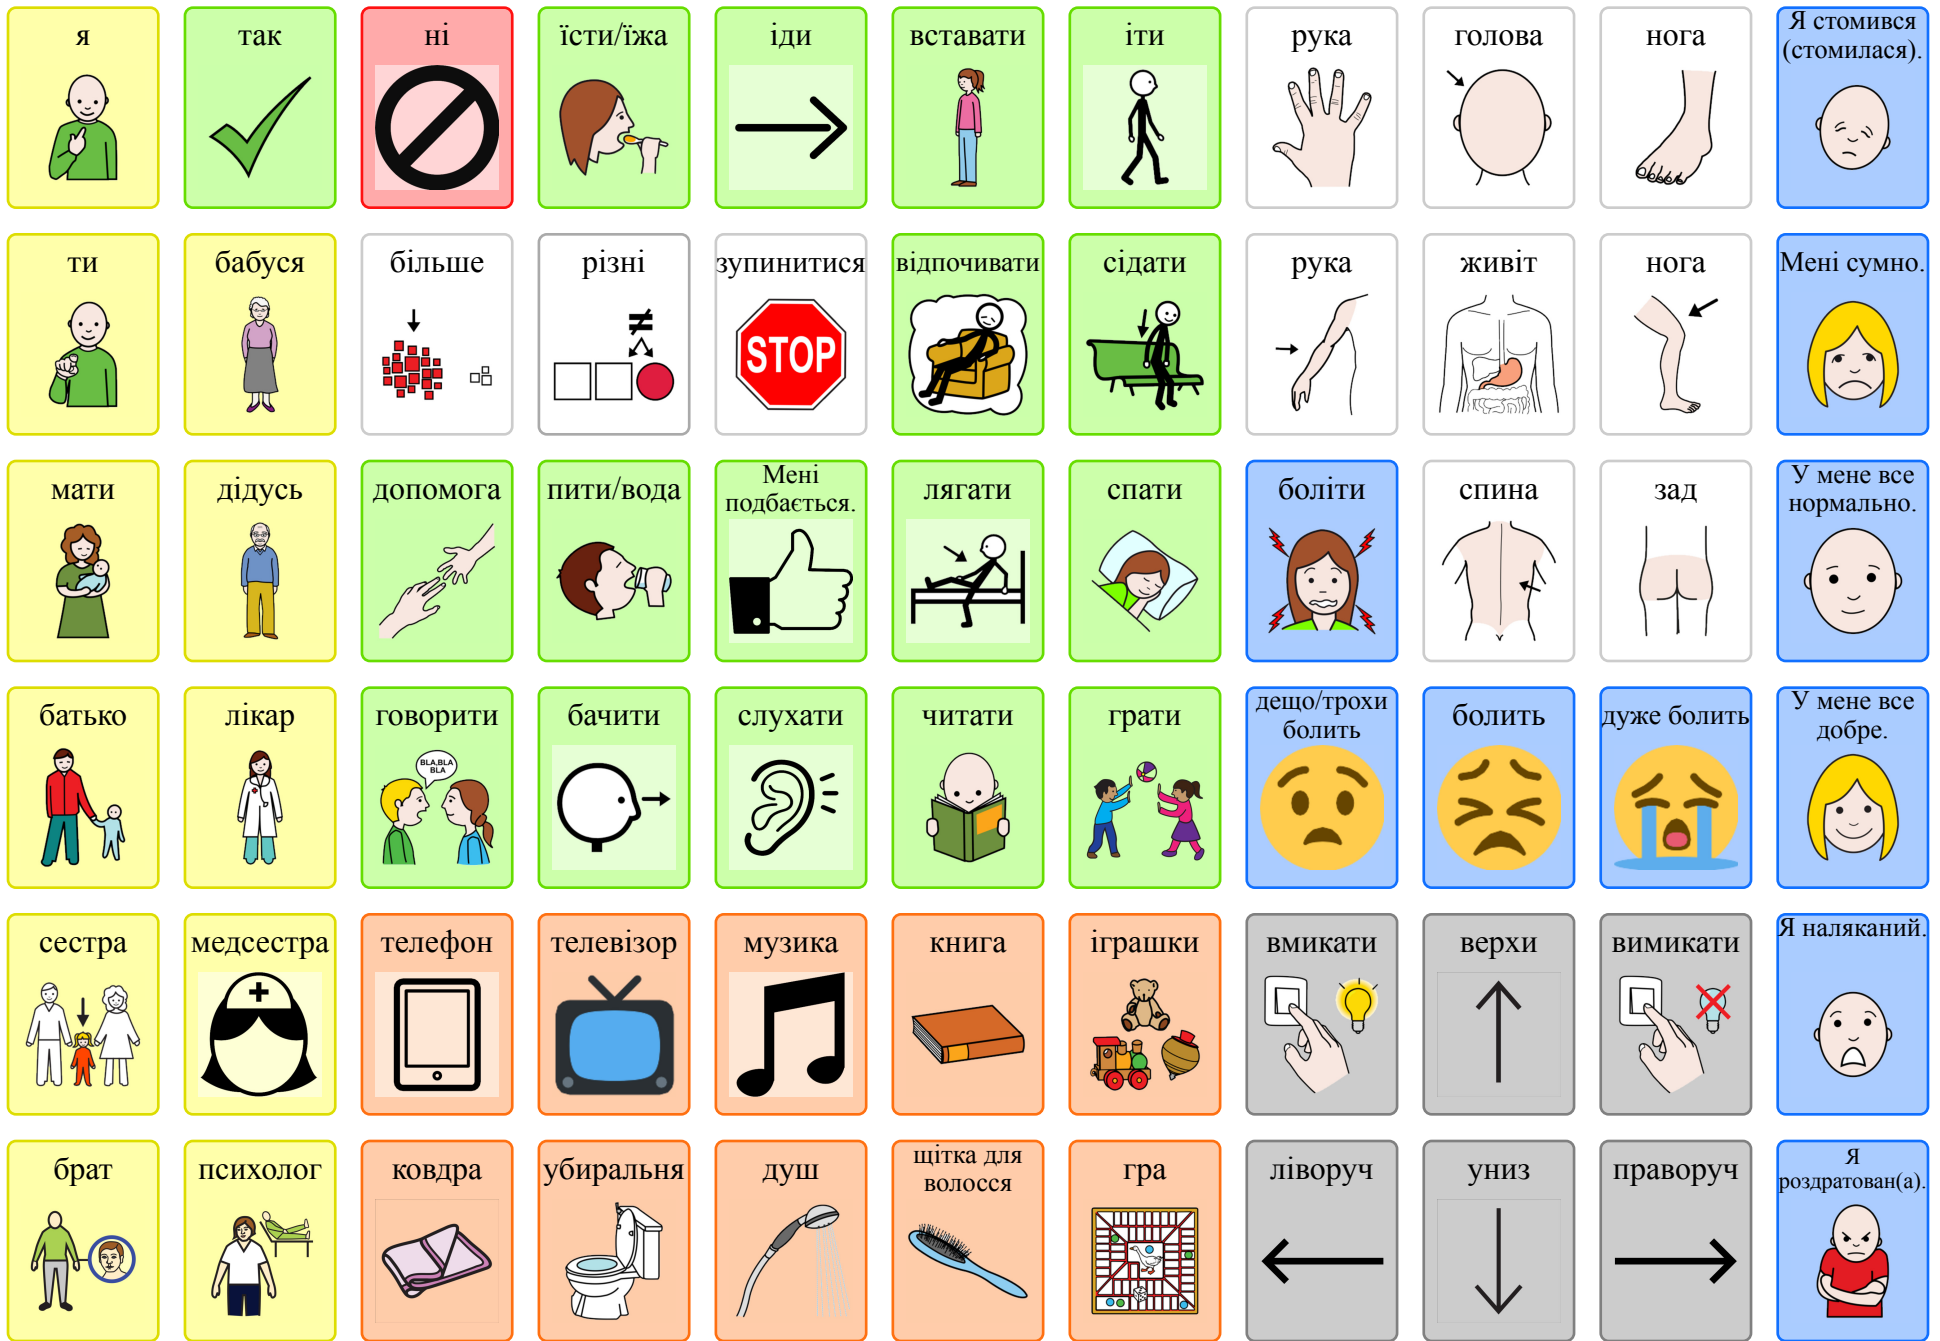 я
так
ні
їсти/їжа
іди
вставати
іти
рука
голова
нога
Я стомився
(стомилася).
ти
бабуся
більше
різні
зупинитися
STOP
відпочивати
сідати
рука
живіт
нога
Мені сумно.
мати
дідусь
допомога
пити/вода
Мені
подбається.
лягати
спати
боліти
спина
зад
У мене все
нормально.
батько
лікар
говорити
BLA,BLA
BLA
бачити
слухати
читати
грати
дещо/трохи
болить
болить
дуже болить
У мене все
добре.
сестра
медсестра
телефон
телевізор
музика
книга
іграшки
вмикати
верхи
вимикати
Я наляканий.
брат
психолог
ковдра
убиральня
душ
щітка для
волосся
гра
ліворуч
униз
праворуч
Я
роздратован(а).